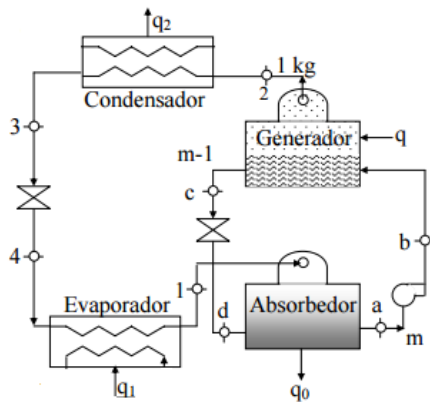 q2
1 kg
2
Condensador
3
Generador
q
m-1
c
b
4
1
Evaporador
d
Absorbedor
a
m
q1
q0